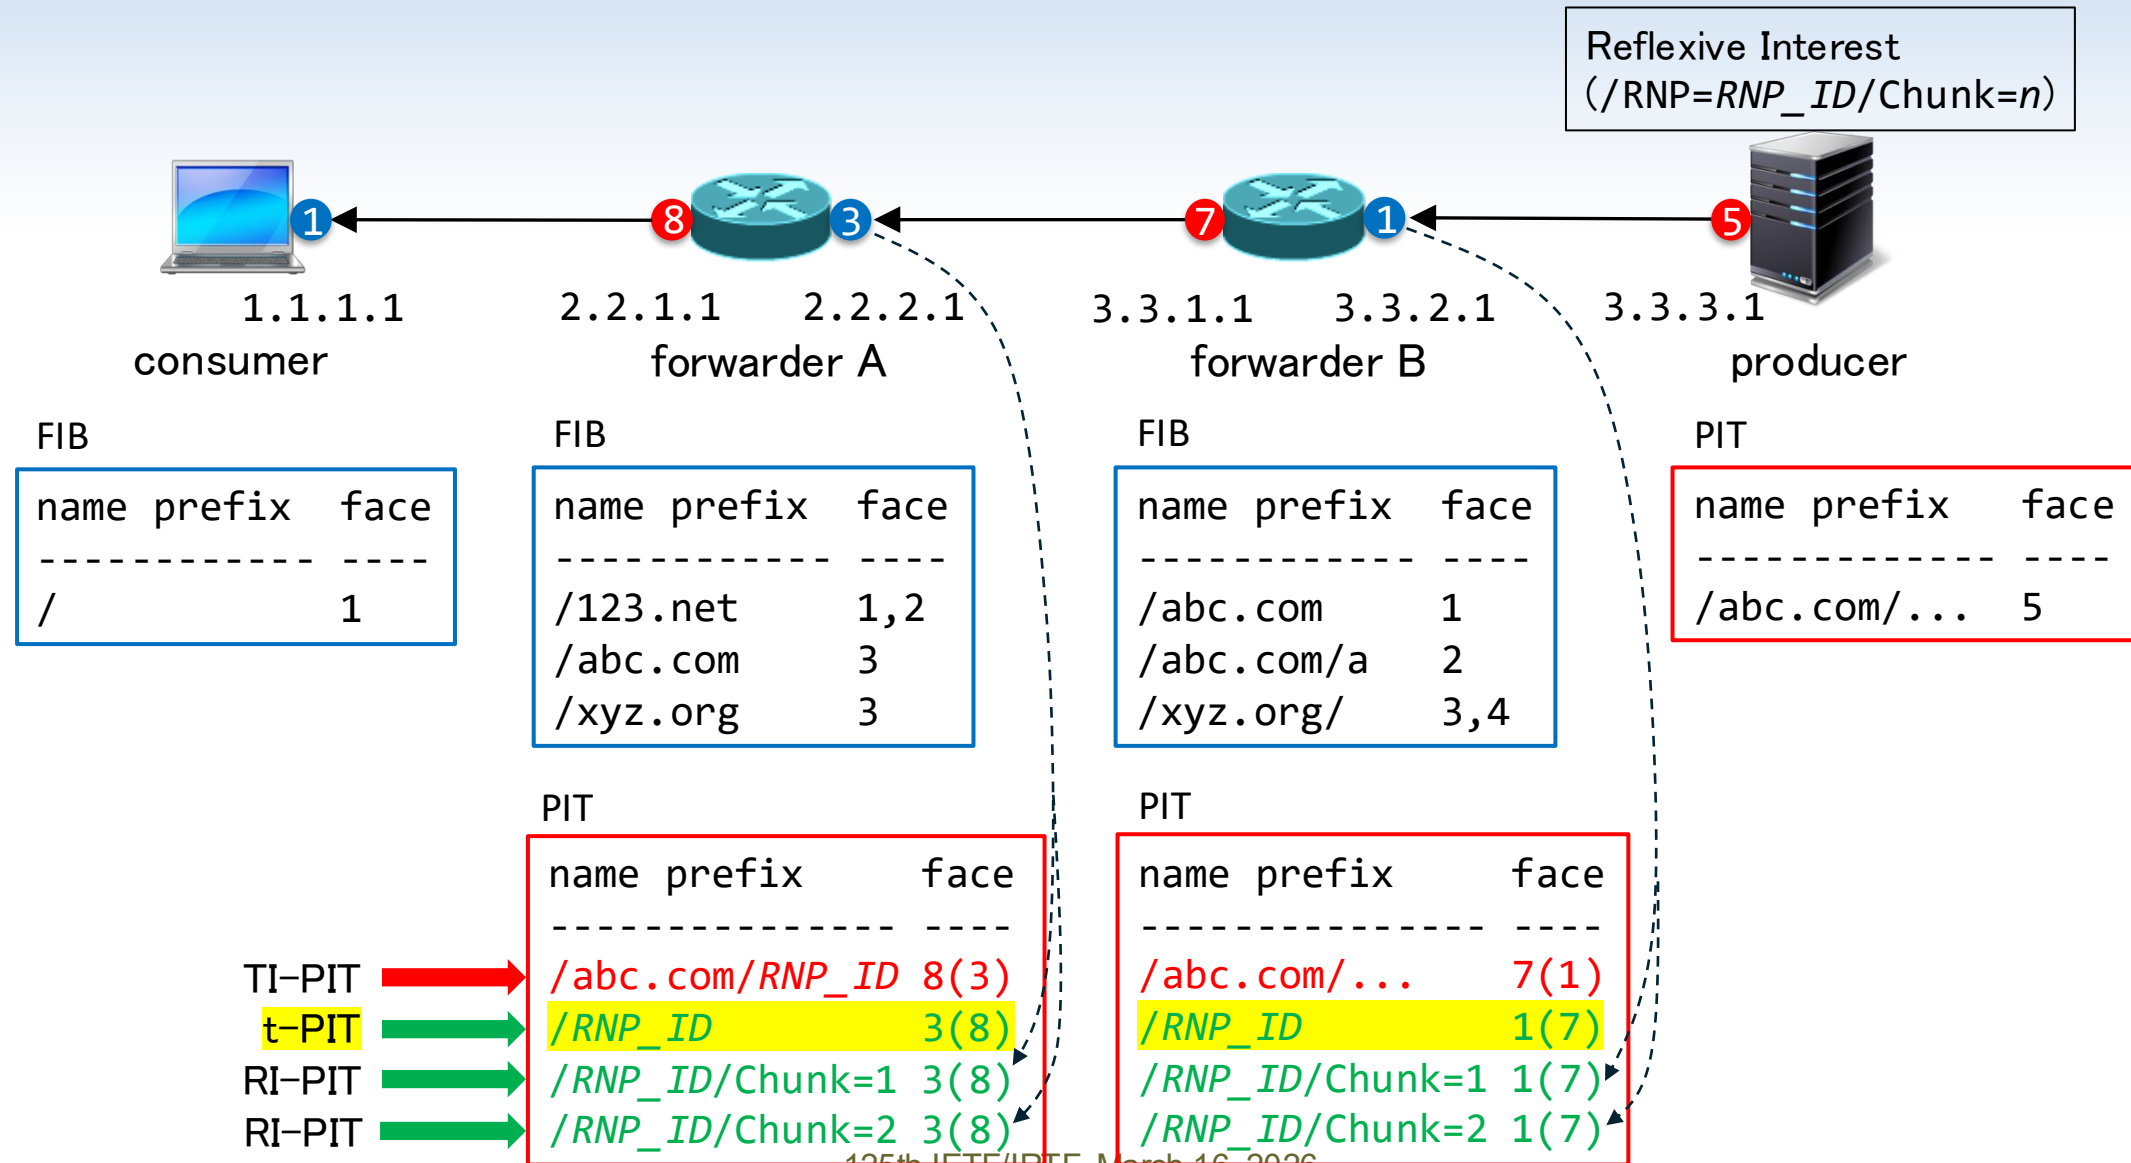 Reflexive Interest
(/RNP=RNP_ID/Chunk=n)
1
8
3
7
1
5
1.1.1.1
2.2.1.1
2.2.2.1
3.3.1.1
3.3.2.1
3.3.3.1
consumer
forwarder A
forwarder B
producer
FIB
name prefix face
------------ ----
/ 1
FIB
name prefix face
------------ ----
/123.net 1,2
/abc.com 3
/xyz.org 3
FIB
name prefix face
------------ ----
/abc.com 1
/abc.com/a 2
/xyz.org/ 3,4
PIT
name prefix face
------------- ----
/abc.com/... 5
TI-PIT
t-PIT
RI-PIT
RI-PIT
PIT
name prefix face
--------------- ----
/abc.com/RNP_ID 8(3)
/RNP_ID 3(8)
/RNP_ID/Chunk=1 3(8)
/RNP_ID/Chunk=2 3(8)
PIT
name prefix face
--------------- ----
/abc.com/... 7(1)
/RNP_ID 1(7)
/RNP_ID/Chunk=1 1(7)
/RNP_ID/Chunk=2 1(7)
125th IETF/IRTF, March 16, 2026